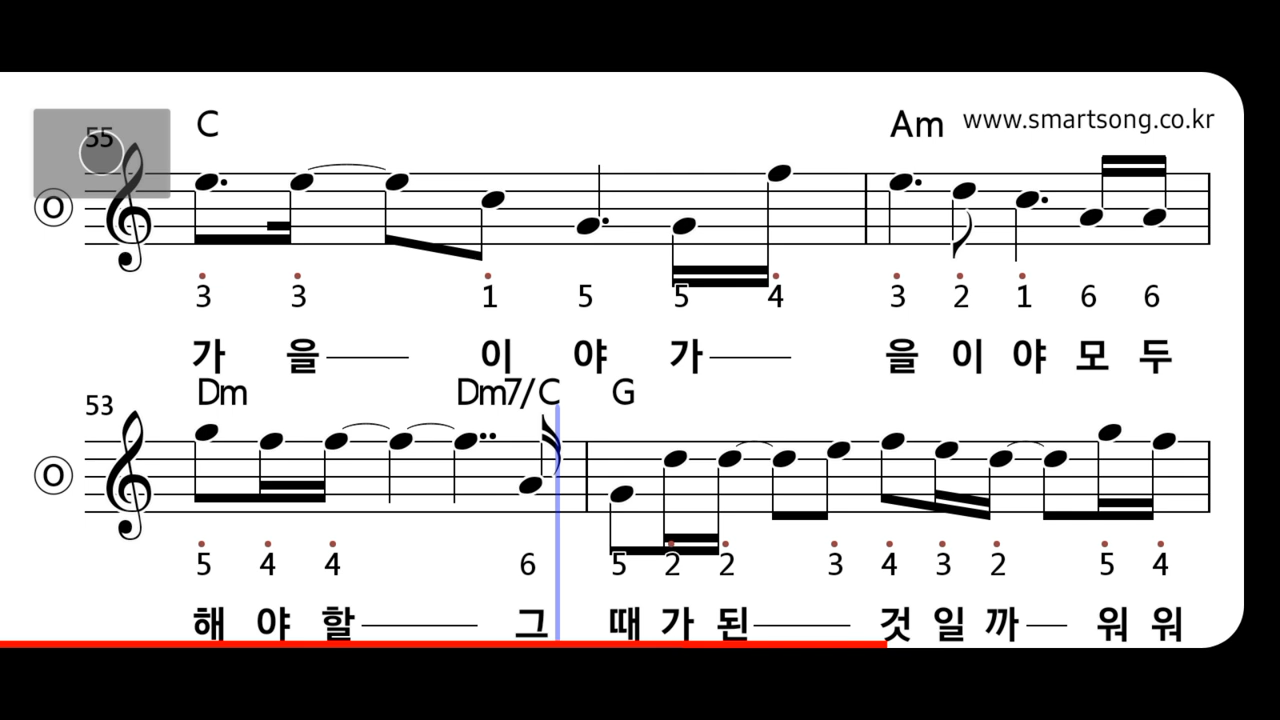 55 C Am www.smartsong.co.kr
O
3 3 1 5 5 4 3 2 1 6 6
가 을 이 야 가 을 이 야 모 두
53 Dm Dm7/C G
O
5 4 4 6 5 2 2 3 4 3 2 5 4
해 야 할 그 때 가 된 것 일 까 워 워